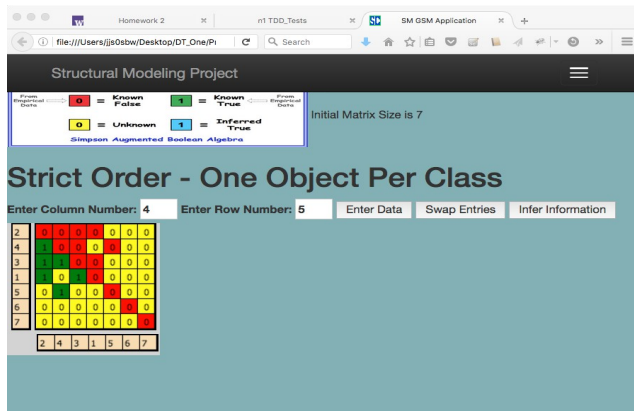 Homework 2 × n1 TDD_Tests × SD SM GSM Application × +
file:///Users/jjs0sbw/Desktop/DT_One/Pr Search
Structural Modeling Project
From Empirical Data 0 = Known False 1 = Known True From Empirical Data
0 = Unknown 1 = Inferred True
Simpson Augmented Boolean Algebra
Initial Matrix Size is 7
Strict Order - One Object Per Class
Enter Column Number: 4 Enter Row Number: 5 Enter Data Swap Entries Infer Information
2 0 0 0 0 0 0 0
4 1 0 0 0 0 0 0
3 1 1 0 0 0 0 0
1 1 0 1 0 0 0 0
5 0 1 0 0 0 0 0
6 0 0 0 0 0 0 0
7 0 0 0 0 0 0 0
2 4 3 1 5 6 7